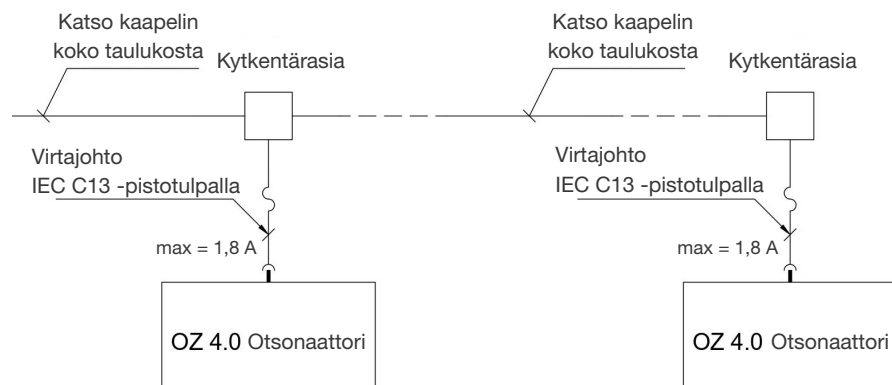 Katso kaapelin
koko taulukosta
Kytkentärasia
Katso kaapelin
koko taulukosta
Kytkentärasia
Virtajohto
IEC C13 -pistotulpalla
max = 1,8 A
Virtajohto
IEC C13 -pistotulpalla
max = 1,8 A
OZ 4.0 Otsonaattori
OZ 4.0 Otsonaattori